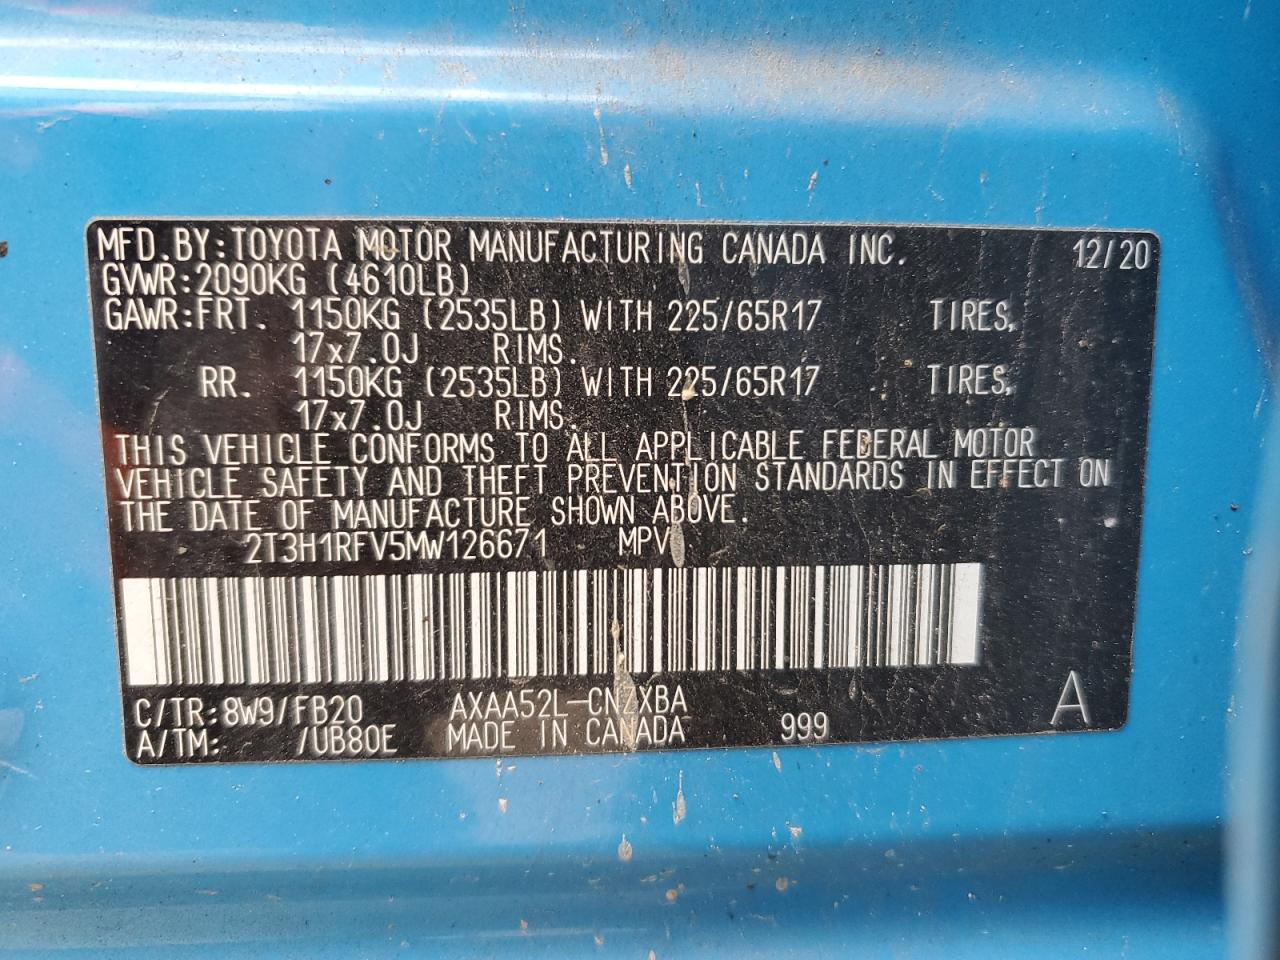 MFD.BY:TOYOTA MOTOR MANUFACTURING CANADA INC. 12/20
GVWR:2090KG (4610LB)
GAWR:FRT. 1150KG (2535LB) WITH 225/65R17 TIRES,
17x7.0J RIMS.
RR. 1150KG (2535LB) WITH 225/65R17 TIRES,
17x7.0J RIMS.
THIS VEHICLE CONFORMS TO ALL APPLICABLE FEDERAL MOTOR
VEHICLE SAFETY AND THEFT PREVENTION STANDARDS IN EFFECT ON
THE DATE OF MANUFACTURE SHOWN ABOVE.
2T3H1RFV5MW126671 MPV
C/TR:8W9/FB20 AXAA52L-CNZXBA A
A/TM: /UB80E MADE IN CANADA 999